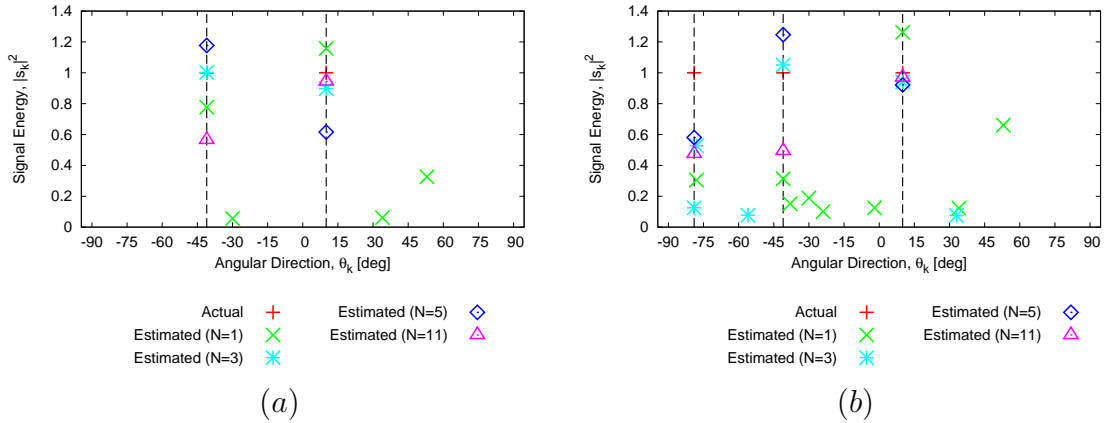 1.4
1.2
1
0.8
0.6
0.4
0.2
0
Signal Energy, |s_k|^2
-90 -75 -60 -45 -30 -15 0 15 30 45 60 75 90
Angular Direction, θ_k [deg]
Actual
Estimated (N=1)
Estimated (N=3)
Estimated (N=5)
Estimated (N=11)
(a)
1.4
1.2
1
0.8
0.6
0.4
0.2
0
Signal Energy, |s_k|^2
-90 -75 -60 -45 -30 -15 0 15 30 45 60 75 90
Angular Direction, θ_k [deg]
Actual
Estimated (N=1)
Estimated (N=3)
Estimated (N=5)
Estimated (N=11)
(b)